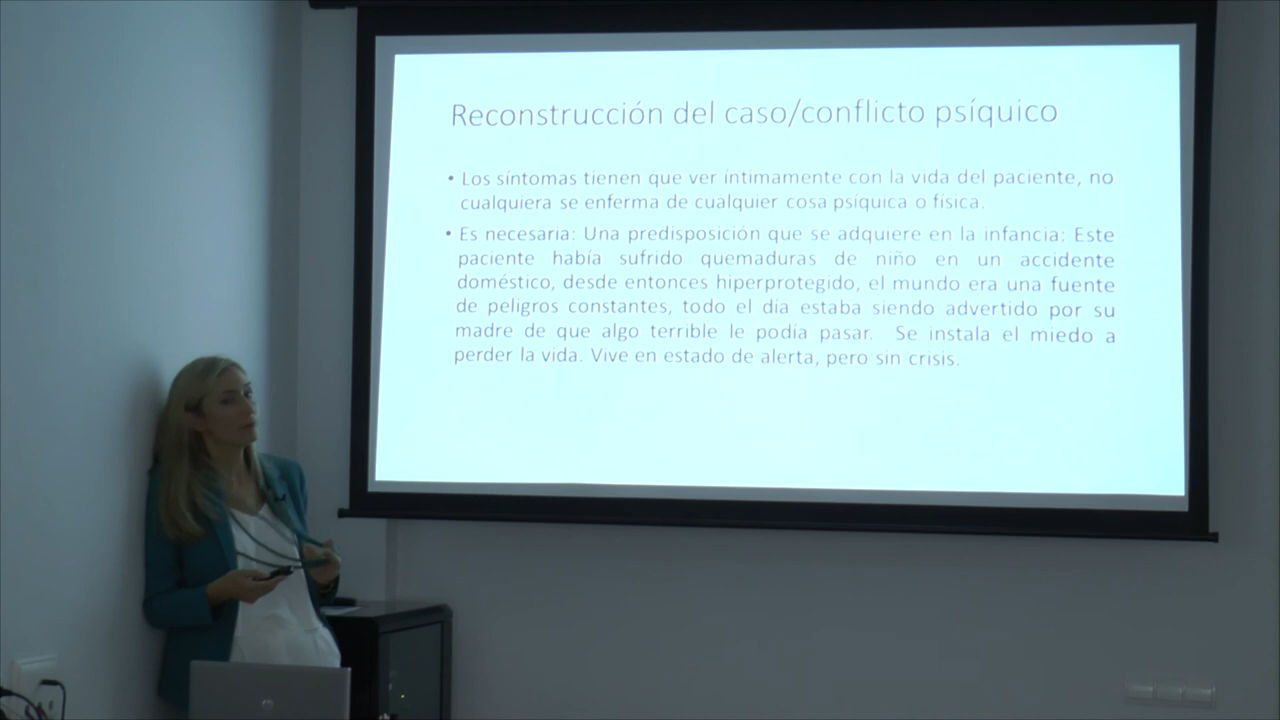 Reconstrucción del caso/conflicto psíquico
• Los síntomas tienen que ver íntimamente con la vida del paciente, no
cualquiera se enferma de cualquier cosa psíquica o física.
• Es necesaria: Una predisposición que se adquiere en la infancia: Este
paciente había sufrido quemaduras de niño en un accidente
doméstico, desde entonces hiperprotegido, el mundo era una fuente
de peligros constantes, todo el día estaba siendo advertido por su
madre de que algo terrible le podía pasar. Se instala el miedo a
perder la vida. Vive en estado de alerta, pero sin crisis.